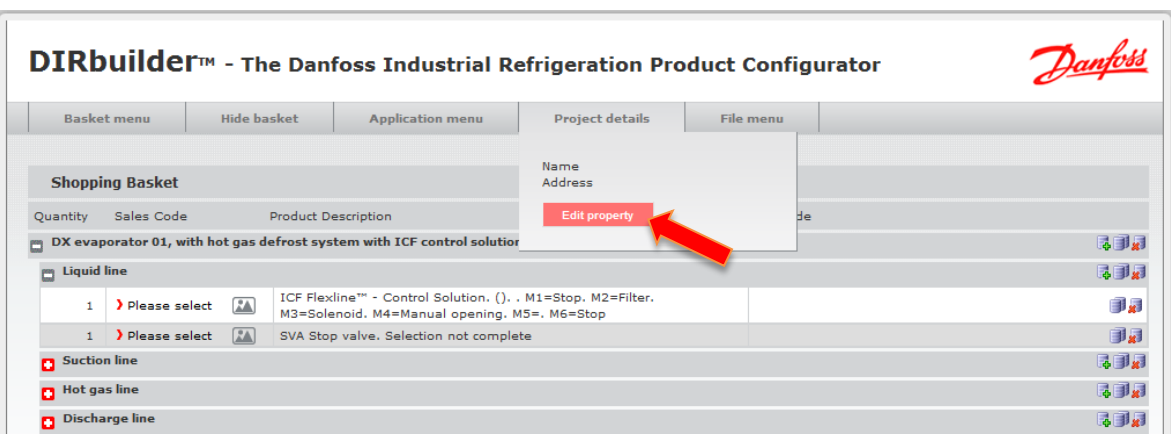 DIRbuilder™ - The Danfoss Industrial Refrigeration Product Configurator
Danfoss
Basket menu Hide basket Application menu Project details File menu
Name
Address
Edit property
Shopping Basket
Quantity Sales Code Product Description
DX evaporator 01, with hot gas defrost system with ICF control solution
Liquid line
1 Please select ICF Flexline™ - Control Solution. (). . M1=Stop. M2=Filter.
M3=Solenoid. M4=Manual opening. M5=. M6=Stop
1 Please select SVA Stop valve. Selection not complete
Suction line
Hot gas line
Discharge line